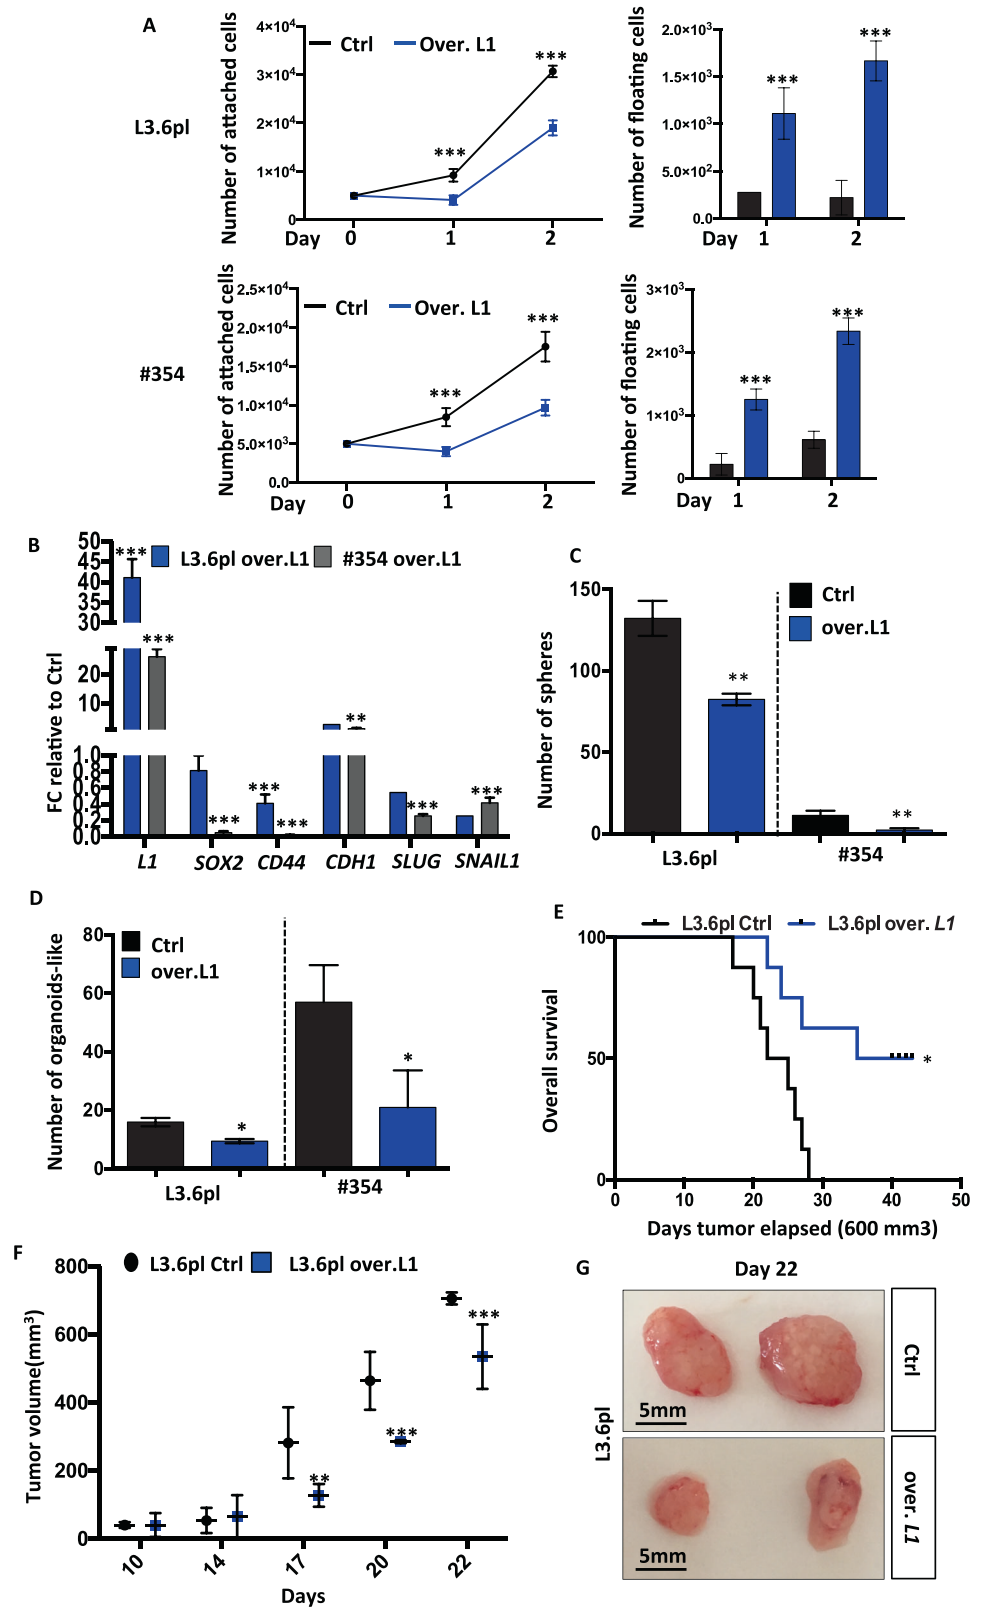 A
L3.6pl
Number of attached cells
4×10⁴
3×10⁴
2×10⁴
1×10⁴
0
Ctrl
Over. L1
***
***
Day 0 1 2
Number of floating cells
2.0×10³
1.5×10³
1.0×10³
5.0×10²
0.0
***
***
Day 1 2
#354
Number of attached cells
2.5×10⁴
2.0×10⁴
1.5×10⁴
1.0×10⁴
5.0×10³
0.0
Ctrl
Over. L1
***
***
Day 0 1 2
Number of floating cells
3×10³
2×10³
1×10³
0
***
***
Day 1 2
B
FC relative to Ctrl
50
45
40
35
30
20
10
1.0
0.8
0.6
0.4
0.2
0.0
L3.6pl over.L1
#354 over.L1
***
***
***
***
***
**
***
***
L1 SOX2 CD44 CDH1 SLUG SNAIL1
C
Number of spheres
150
100
50
0
Ctrl
over.L1
**
**
L3.6pl #354
D
Number of organoids-like
80
60
40
20
0
Ctrl
over.L1
*
*
L3.6pl #354
E
L3.6pl Ctrl
L3.6pl over. L1
Overall survival
100
50
0
*
0 10 20 30 40 50
Days tumor elapsed (600 mm3)
F
L3.6pl Ctrl
L3.6pl over.L1
Tumor volume(mm³)
800
600
400
200
0
**
***
***
10 14 17 20 22
Days
G
Day 22
L3.6pl
5mm
Ctrl
5mm
over. L1